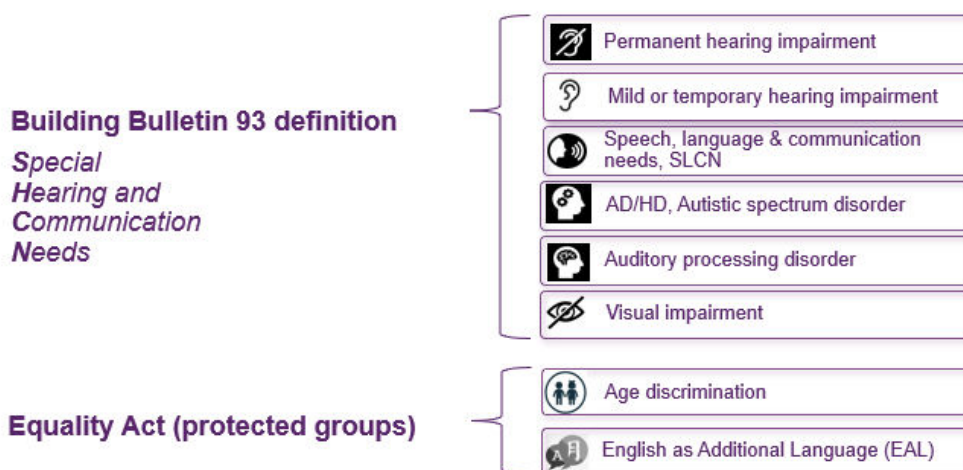 Building Bulletin 93 definition
Special
Hearing and
Communication
Needs
Permanent hearing impairment
Mild or temporary hearing impairment
Speech, language & communication
needs, SLCN
AD/HD, Autistic spectrum disorder
Auditory processing disorder
Visual impairment
Equality Act (protected groups)
Age discrimination
A
English as Additional Language (EAL)